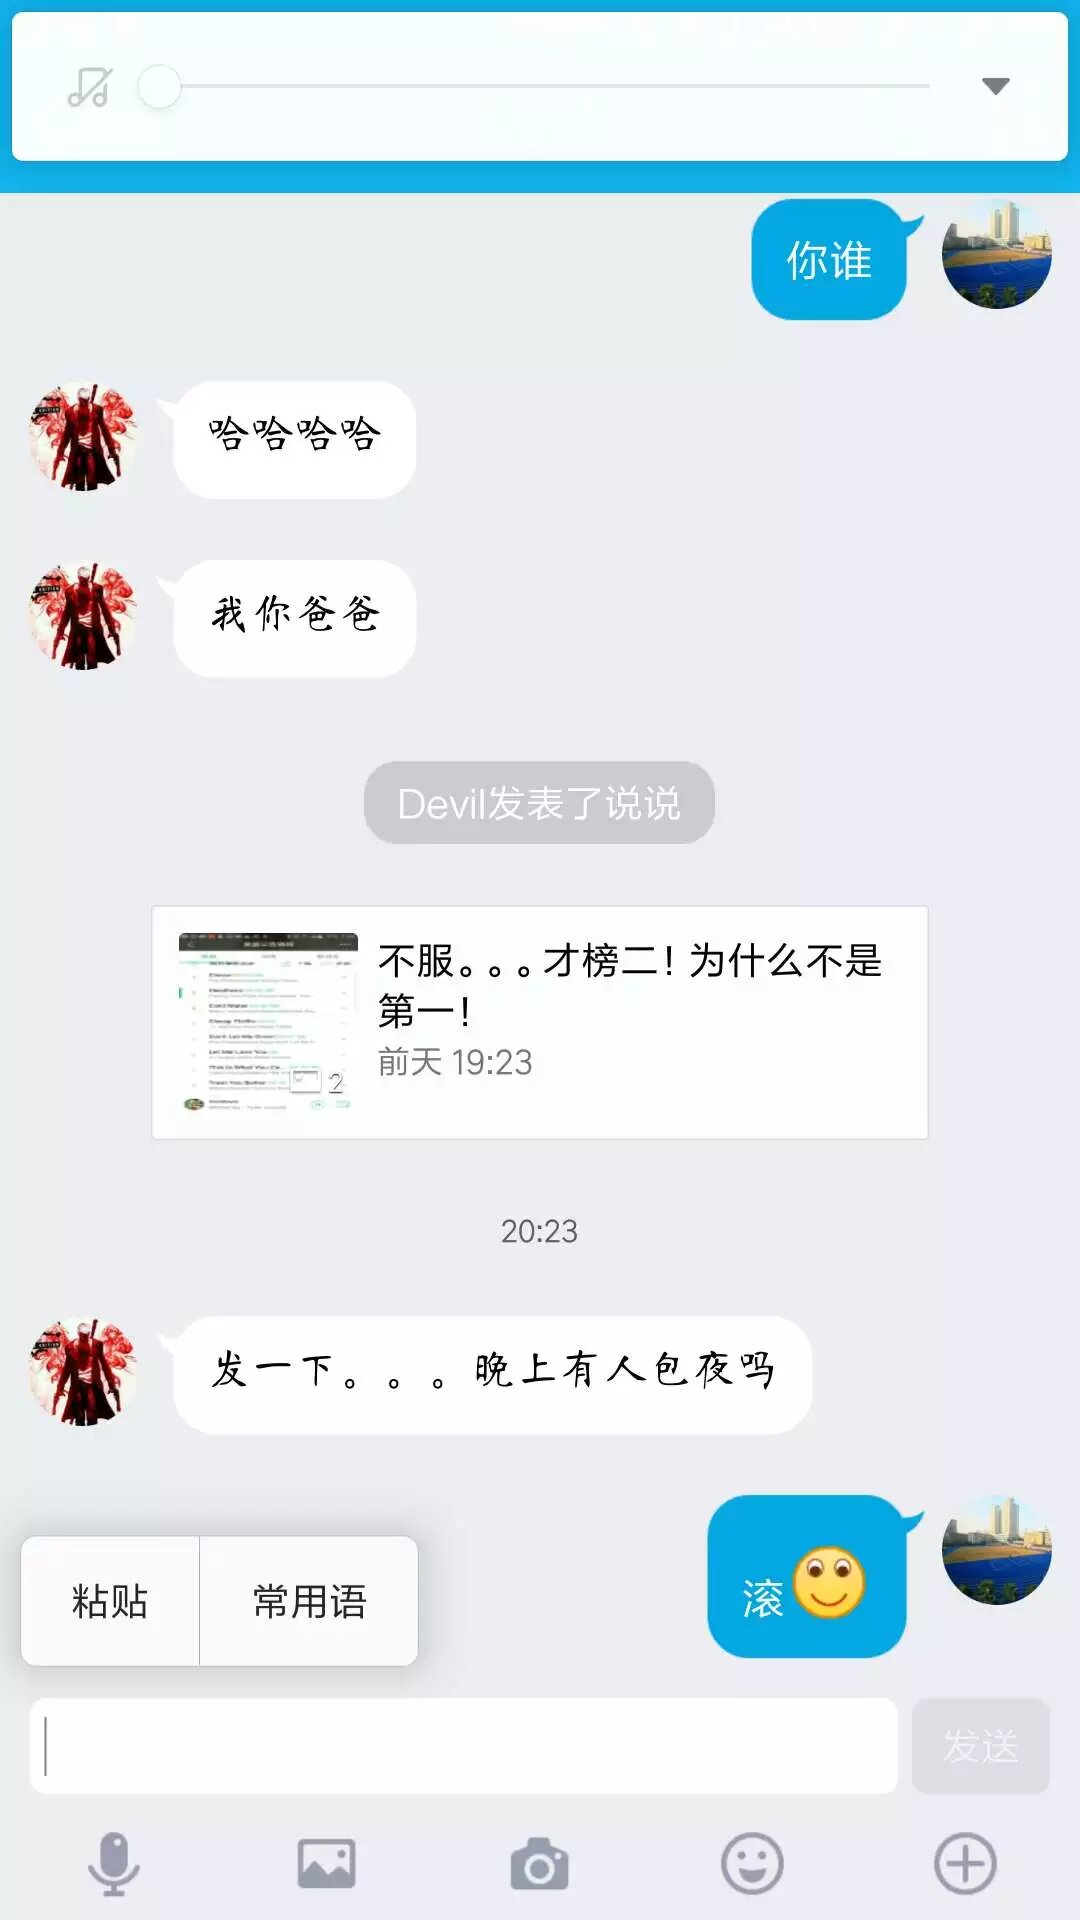 你谁
哈哈哈哈
我你爸爸
Devil发表了说说
不服。。。才榜二！为什么不是
第一！
前天 19:23
2
20:23
发一下。。。晚上有人包夜吗
滚
粘贴
常用语
发送